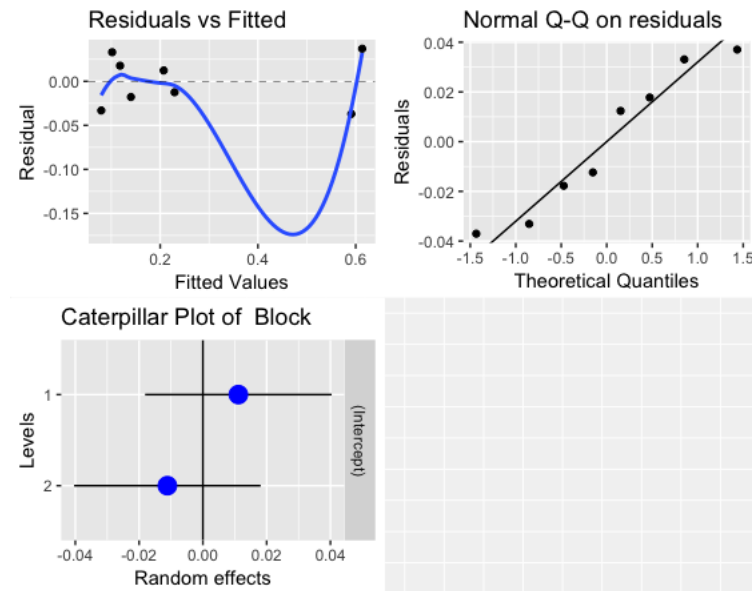 Residuals vs Fitted
Residual
0.00
-0.05
-0.10
-0.15
0.2
0.4
0.6
Fitted Values
Normal Q-Q on residuals
Residuals
0.04
0.02
0.00
-0.02
-0.04
-1.5
-1.0
-0.5
0.0
0.5
1.0
1.5
Theoretical Quantiles
Caterpillar Plot of  Block
Levels
1
2
(Intercept)
-0.04
-0.02
0.00
0.02
0.04
Random effects